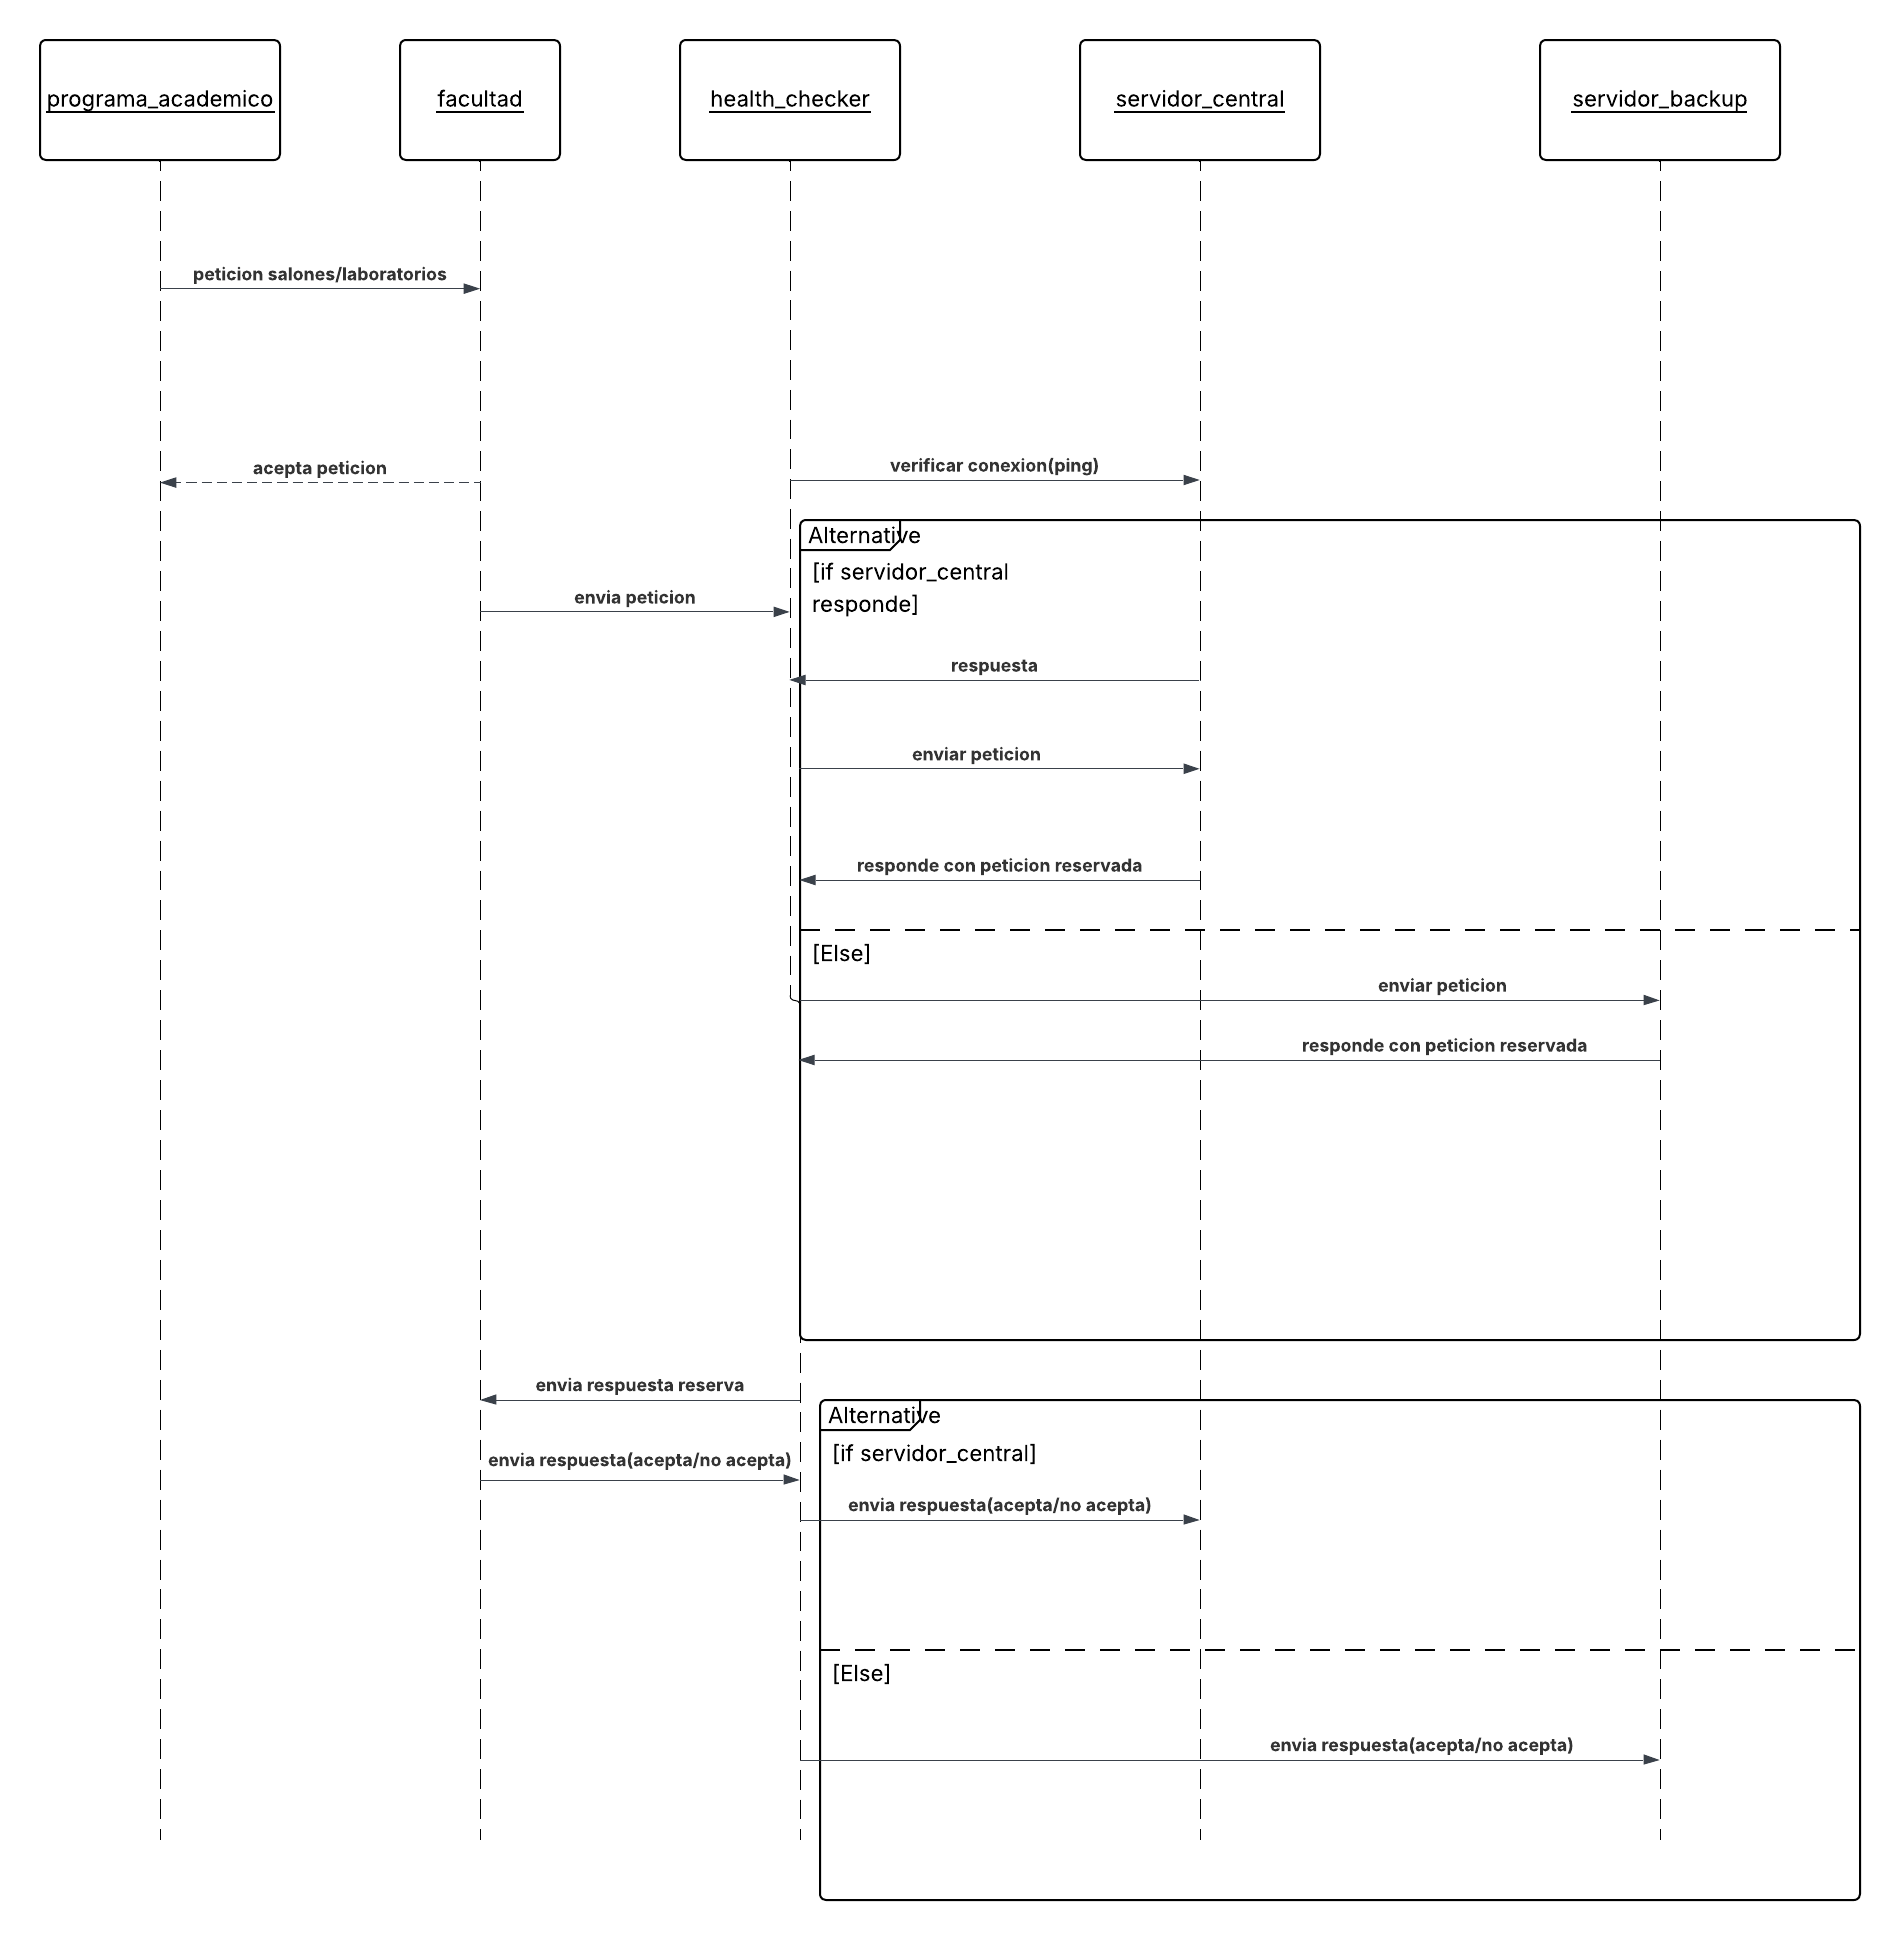 programa_academico
facultad
health_checker
servidor_central
servidor_backup
peticion salones/laboratorios
acepta peticion
verificar conexion(ping)
Alternative
[if servidor_central
responde]
envia peticion
respuesta
enviar peticion
responde con peticion reservada
[Else]
enviar peticion
responde con peticion reservada
envia respuesta reserva
Alternative
[if servidor_central]
envia respuesta(acepta/no acepta)
envia respuesta(acepta/no acepta)
[Else]
envia respuesta(acepta/no acepta)